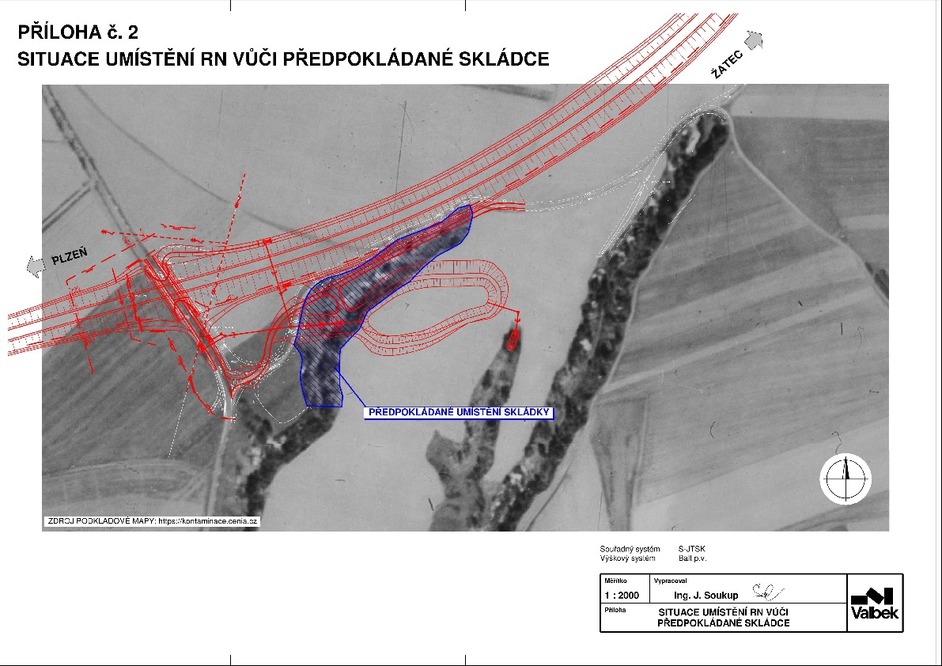 PŘÍLOHA č. 2
SITUACE UMÍSTĚNÍ RN VŮČI PŘEDPOKLÁDANÉ SKLÁDCE
ŽATEC
PLZEŇ
PŘEDPOKLÁDANÉ UMÍSTĚNÍ SKLÁDKY
ZDROJ PODKLADOVÉ MAPY: https://kontaminace.cenia.cz
Souřadný systém S-JTSK
Výškový systém Balt p.v.
Měřítko Vypracoval
1 : 2000 Ing. J. Soukup
Příloha SITUACE UMÍSTĚNÍ RN VŮČI
PŘEDPOKLÁDANÉ SKLÁDCE
Valbek